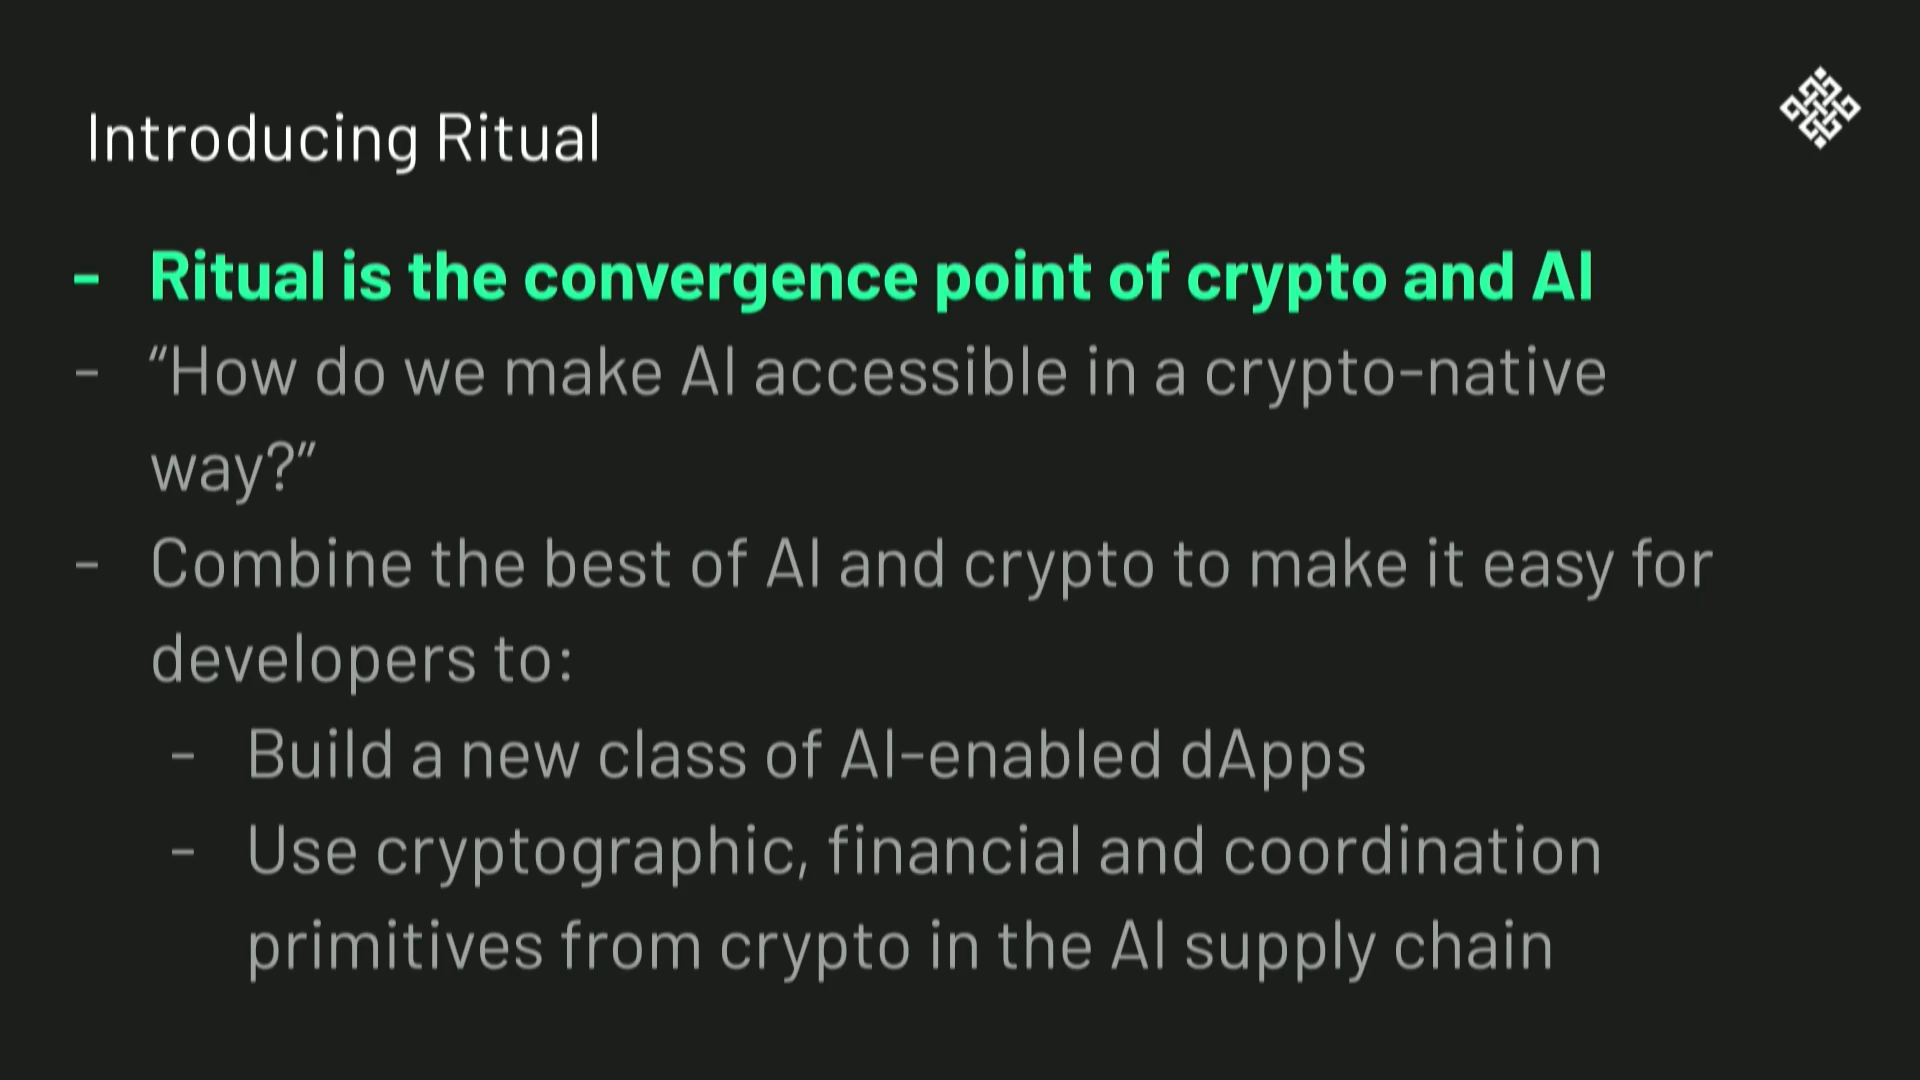 Introducing Ritual
- Ritual is the convergence point of crypto and AI
- “How do we make AI accessible in a crypto-native
way?”
- Combine the best of AI and crypto to make it easy for
developers to:
- Build a new class of AI-enabled dApps
- Use cryptographic, financial and coordination
primitives from crypto in the AI supply chain